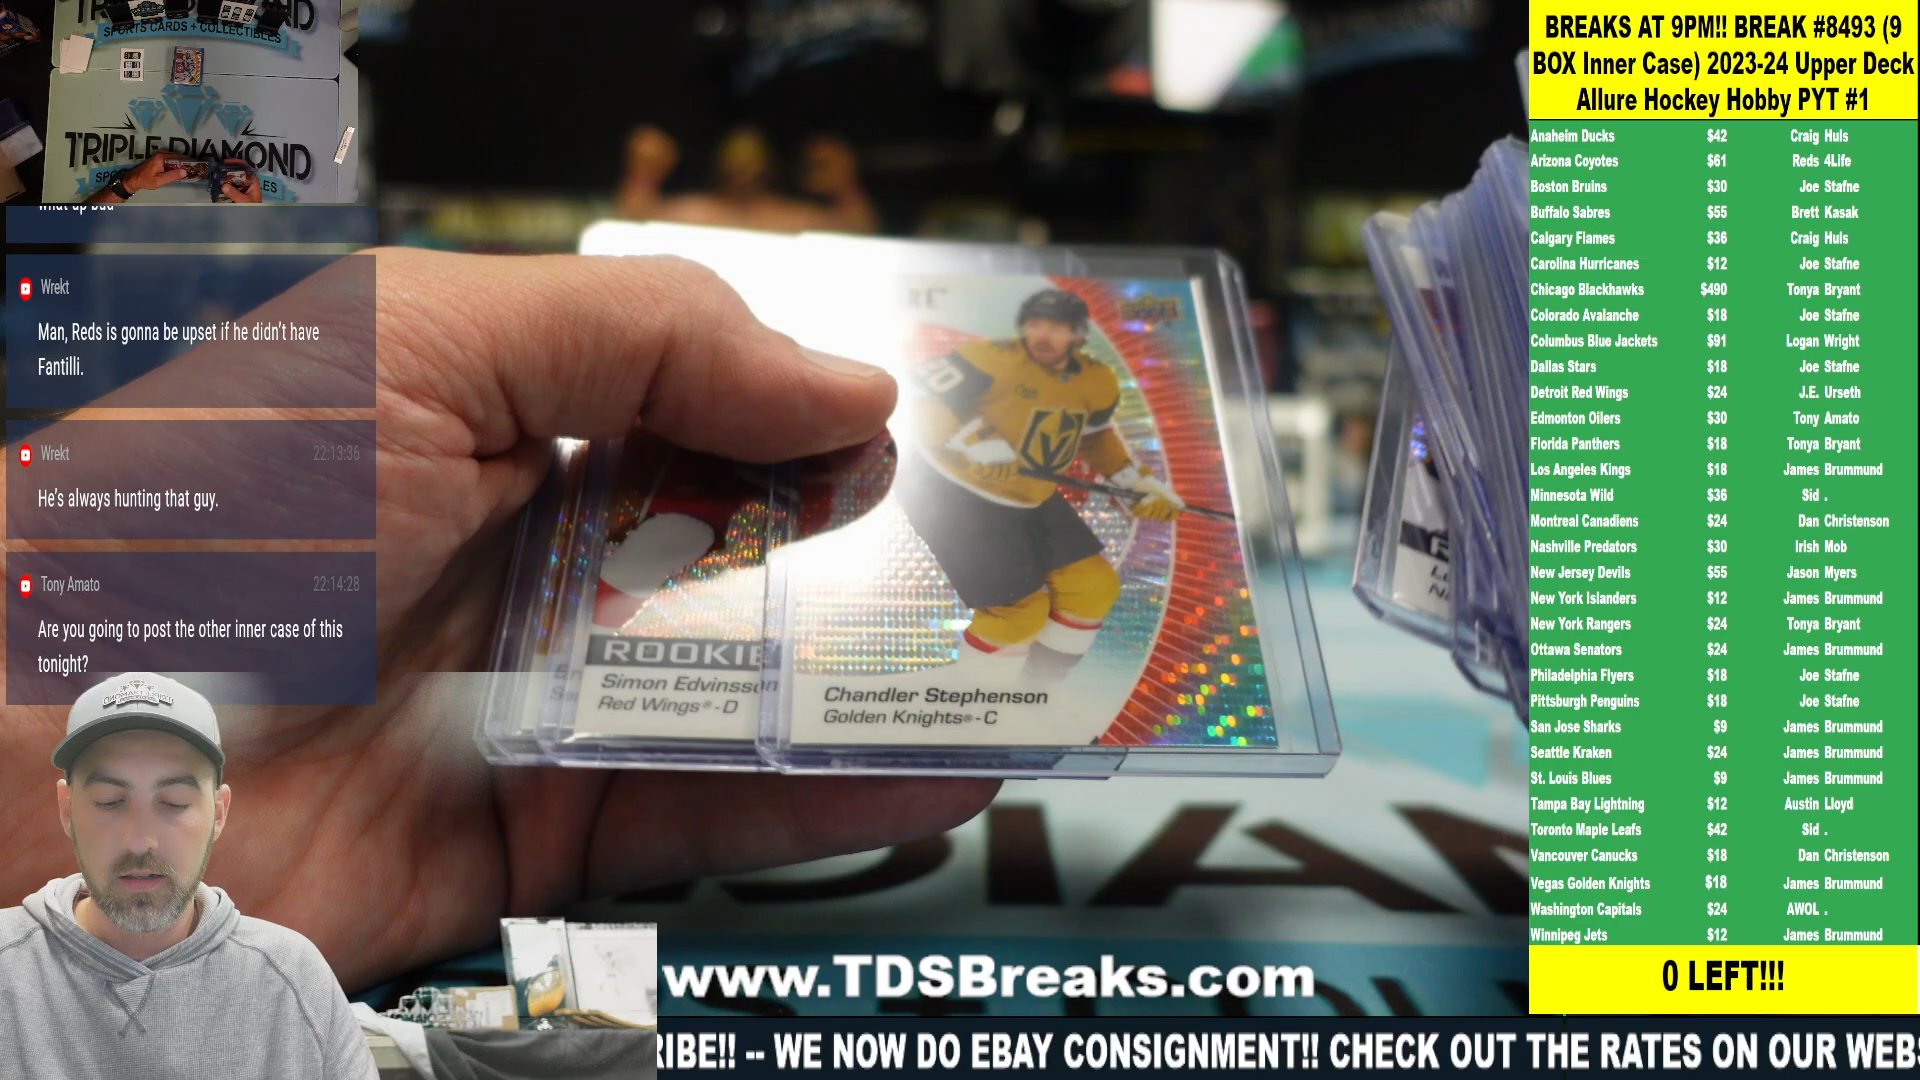 SPORTS CARDS + COLLECTIBLES
TRIPLE DIAMOND
what up bud
Wrekt
Man, Reds is gonna be upset if he didn't have
Fantilli.
Wrekt 22:13:36
He's always hunting that guy.
Tony Amato 22:14:28
Are you going to post the other inner case of this
tonight?
20
ROOKIE
Simon Edvinsson
Red Wings®-D
Chandler Stephenson
Golden Knights®-C
www.TDSBreaks.com
RIBE!! -- WE NOW DO EBAY CONSIGNMENT!! CHECK OUT THE RATES ON OUR WEBS
BREAKS AT 9PM!! BREAK #8493 (9
BOX Inner Case) 2023-24 Upper Deck
Allure Hockey Hobby PYT #1
Anaheim Ducks $42 Craig Huls
Arizona Coyotes $61 Reds 4Life
Boston Bruins $30 Joe Stafne
Buffalo Sabres $55 Brett Kasak
Calgary Flames $36 Craig Huls
Carolina Hurricanes $12 Joe Stafne
Chicago Blackhawks $490 Tonya Bryant
Colorado Avalanche $18 Joe Stafne
Columbus Blue Jackets $91 Logan Wright
Dallas Stars $18 Joe Stafne
Detroit Red Wings $24 J.E. Urseth
Edmonton Oilers $30 Tony Amato
Florida Panthers $18 Tonya Bryant
Los Angeles Kings $18 James Brummund
Minnesota Wild $36 Sid .
Montreal Canadiens $24 Dan Christenson
Nashville Predators $30 Irish Mob
New Jersey Devils $55 Jason Myers
New York Islanders $12 James Brummund
New York Rangers $24 Tonya Bryant
Ottawa Senators $24 James Brummund
Philadelphia Flyers $18 Joe Stafne
Pittsburgh Penguins $18 Joe Stafne
San Jose Sharks $9 James Brummund
Seattle Kraken $24 James Brummund
St. Louis Blues $9 James Brummund
Tampa Bay Lightning $12 Austin Lloyd
Toronto Maple Leafs $42 Sid .
Vancouver Canucks $18 Dan Christenson
Vegas Golden Knights $18 James Brummund
Washington Capitals $24 AWOL .
Winnipeg Jets $12 James Brummund
0 LEFT!!!